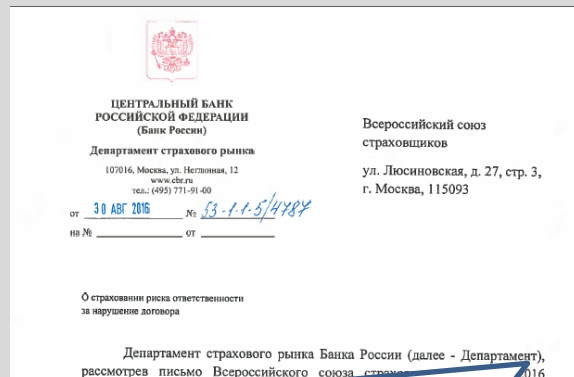 ЦЕНТРАЛЬНЫЙ БАНК
РОССИЙСКОЙ ФЕДЕРАЦИИ
(Банк России)
Департамент страхового рынка
107016, Москва, ул. Неглинная, 12
www.cbr.ru
тел.: (495) 771-91-00
от 30 АВГ 2016 № 53-1-1-5/4787
на № от
Всероссийский союз
страховщиков
ул. Люсиновская, д. 27, стр. 3,
г. Москва, 115093
О страховании риска ответственности
за нарушение договора
Департамент страхового рынка Банка России (далее - Департамент),
рассмотрев письмо Всероссийского союза